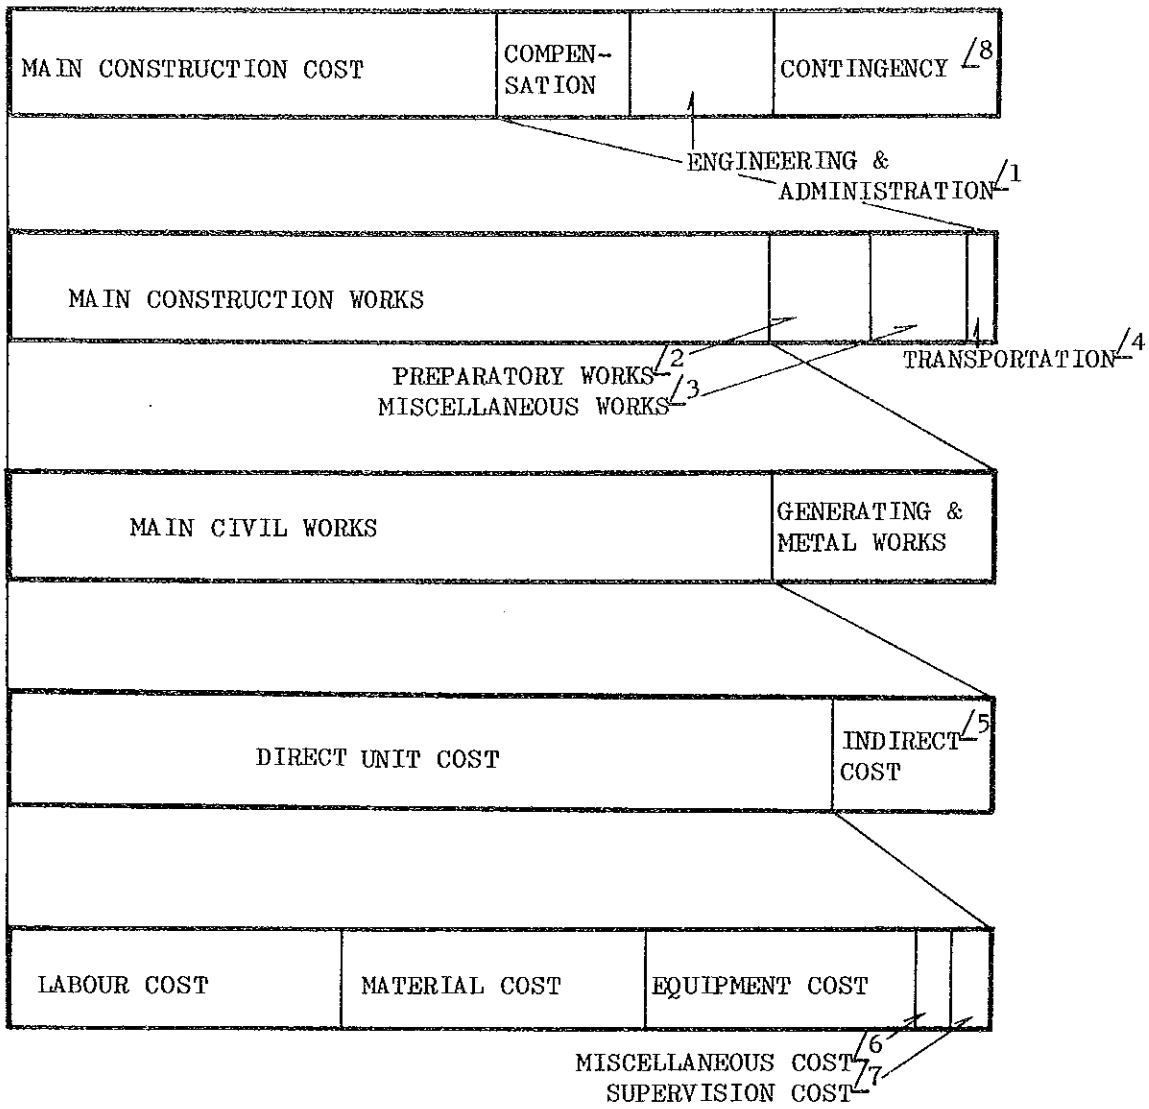 MAIN CONSTRUCTION COST
COMPEN-
SATION
CONTINGENCY /8
ENGINEERING &
ADMINISTRATION /1
MAIN CONSTRUCTION WORKS
PREPARATORY WORKS /2
MISCELLANEOUS WORKS /3
TRANSPORTATION /4
MAIN CIVIL WORKS
GENERATING &
METAL WORKS
DIRECT UNIT COST
INDIRECT /5
COST
LABOUR COST
MATERIAL COST
EQUIPMENT COST
MISCELLANEOUS COST /6
SUPERVISION COST /7